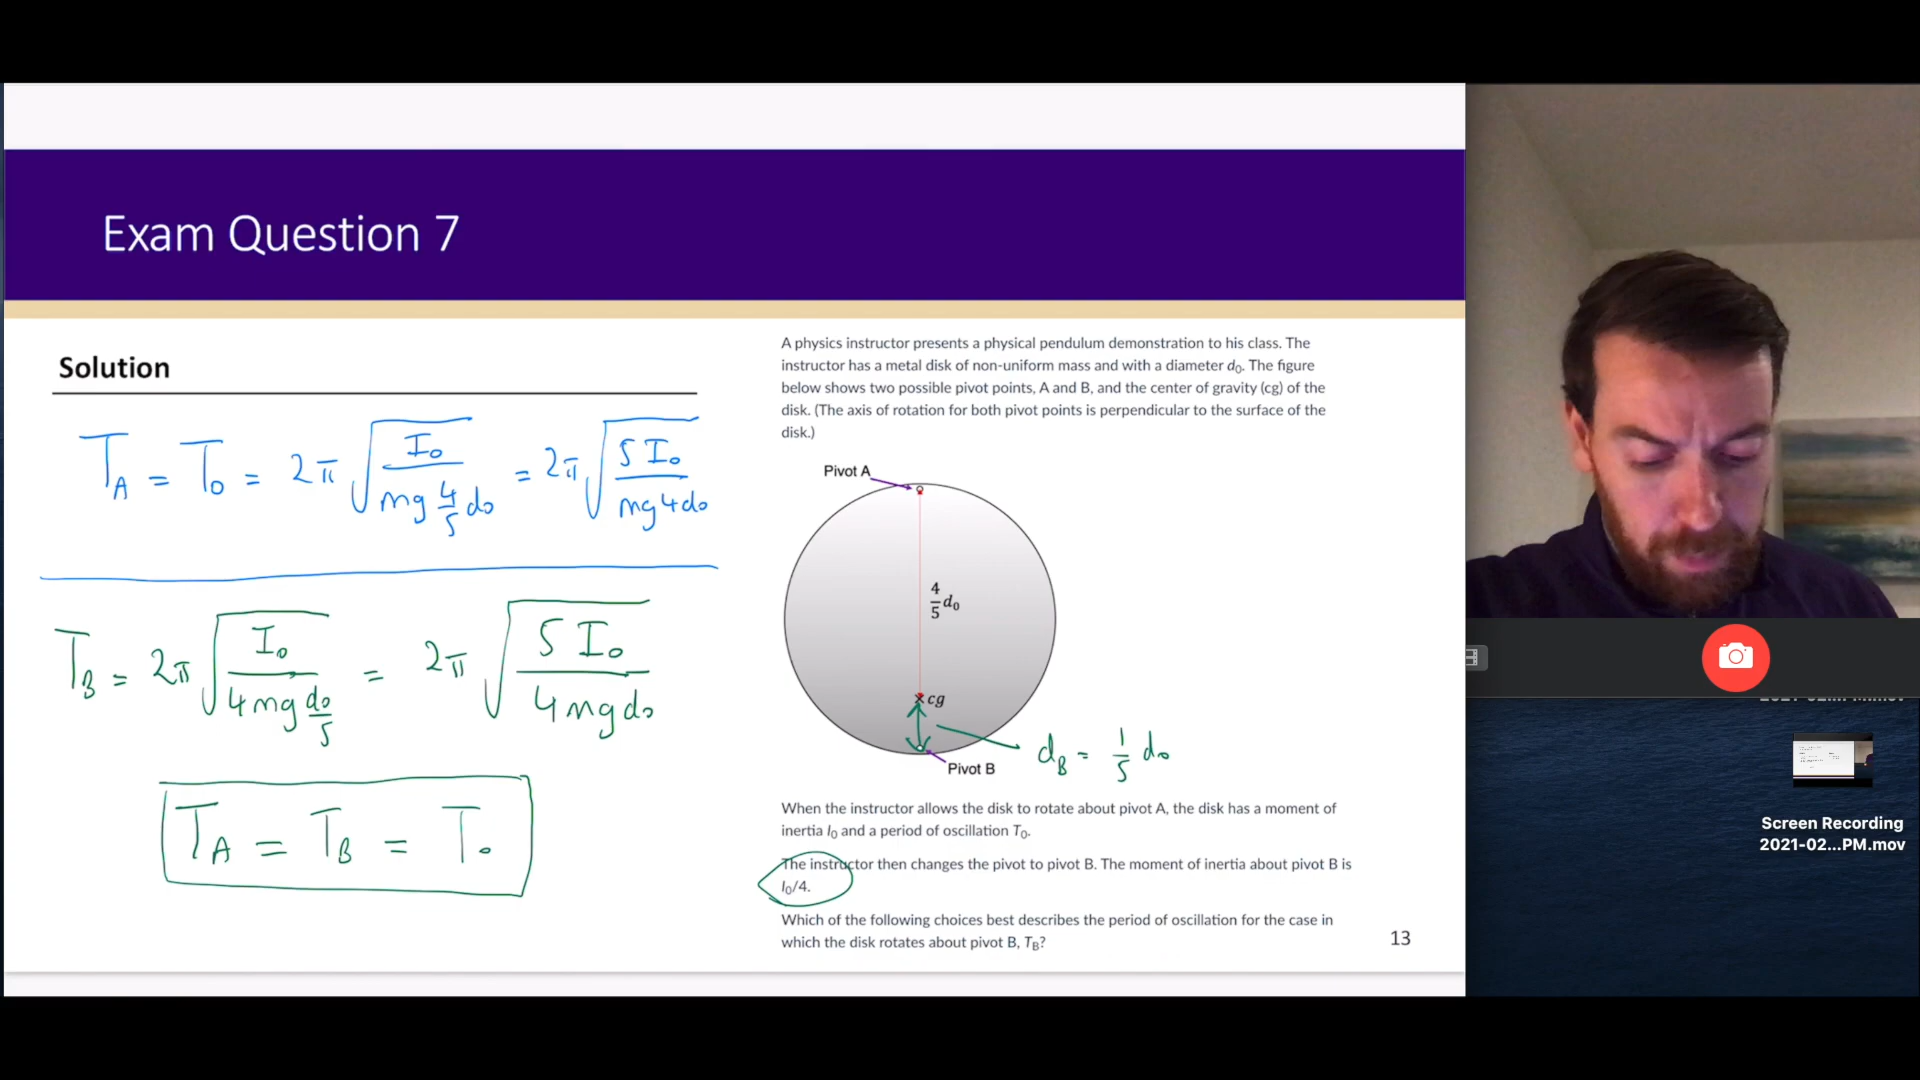 Exam Question 7
Solution
T_A = T_0 = 2π √(I_0 / (mg 4/5 d_0)) = 2π √(5 I_0 / (mg 4 d_0))
T_B = 2π √(I_0 / (4 mg d_0/5)) = 2π √(5 I_0 / (4 mg d_0))
T_A = T_B = T_0
A physics instructor presents a physical pendulum demonstration to his class. The
instructor has a metal disk of non-uniform mass and with a diameter d₀. The figure
below shows two possible pivot points, A and B, and the center of gravity (cg) of the
disk. (The axis of rotation for both pivot points is perpendicular to the surface of the
disk.)
Pivot A
4/5 d₀
cg
d_B = 1/5 d_0
Pivot B
When the instructor allows the disk to rotate about pivot A, the disk has a moment of
inertia I₀ and a period of oscillation T₀.
The instructor then changes the pivot to pivot B. The moment of inertia about pivot B is
I₀/4.
Which of the following choices best describes the period of oscillation for the case in
which the disk rotates about pivot B, T_B?
13
Screen Recording
2021-02...PM.mov